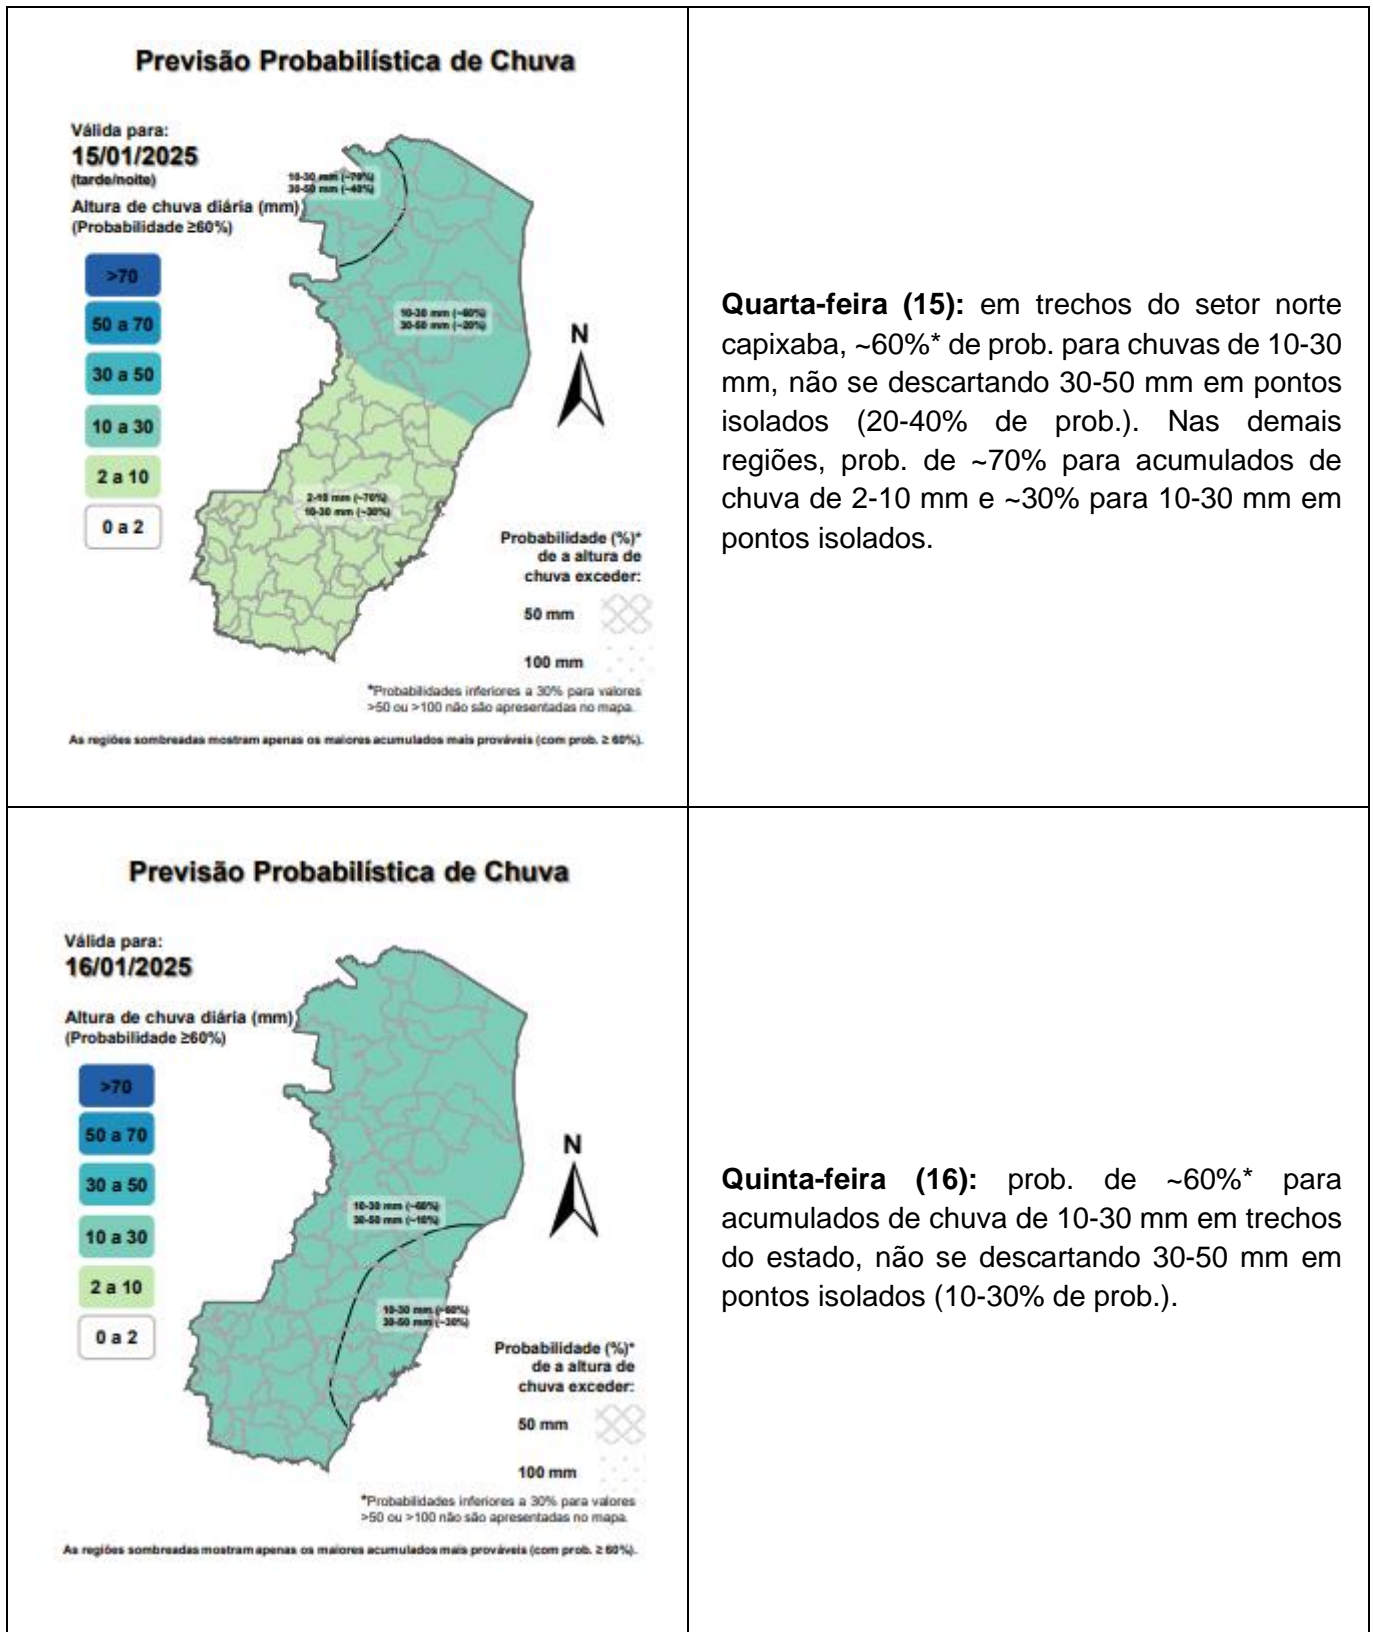 Previsão Probabilística de Chuva
Válida para:
15/01/2025
(tarde/noite)
Altura de chuva diária (mm)
(Probabilidade ≥60%)
>70
50 a 70
30 a 50
10 a 30
2 a 10
0 a 2
10-30 mm (~70%)
30-50 mm (~40%)
10-30 mm (~60%)
30-50 mm (~20%)
2-10 mm (~70%)
10-30 mm (~30%)
N
Probabilidade (%)*
de a altura de
chuva exceder:
50 mm
100 mm
*Probabilidades inferiores a 30% para valores
>50 ou >100 não são apresentadas no mapa.
As regiões sombreadas mostram apenas os maiores acumulados mais prováveis (com prob. ≥ 60%).
Quarta-feira (15): em trechos do setor norte
capixaba, ~60%* de prob. para chuvas de 10-30
mm, não se descartando 30-50 mm em pontos
isolados (20-40% de prob.). Nas demais
regiões, prob. de ~70% para acumulados de
chuva de 2-10 mm e ~30% para 10-30 mm em
pontos isolados.
Previsão Probabilística de Chuva
Válida para:
16/01/2025
Altura de chuva diária (mm)
(Probabilidade ≥60%)
>70
50 a 70
30 a 50
10 a 30
2 a 10
0 a 2
10-30 mm (~60%)
30-50 mm (~10%)
10-30 mm (~60%)
30-50 mm (~30%)
N
Probabilidade (%)*
de a altura de
chuva exceder:
50 mm
100 mm
*Probabilidades inferiores a 30% para valores
>50 ou >100 não são apresentadas no mapa.
As regiões sombreadas mostram apenas os maiores acumulados mais prováveis (com prob. ≥ 60%).
Quinta-feira (16): prob. de ~60%* para
acumulados de chuva de 10-30 mm em trechos
do estado, não se descartando 30-50 mm em
pontos isolados (10-30% de prob.).